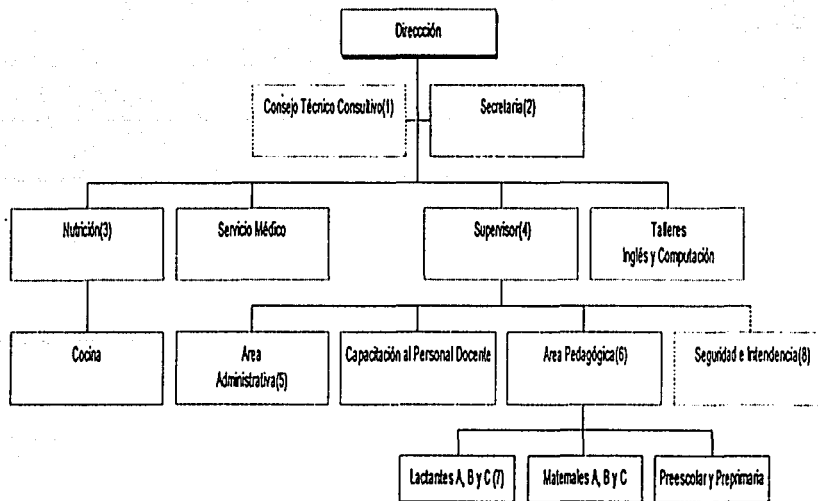 Direccción
Consejo Técnico Consultivo(1)
Secretaria(2)
Nutrición(3)
Servicio Médico
Supervisor(4)
Talleres
Inglés y Computación
Cocina
Area
Administrativa(5)
Capacitación al Personal Docente
Area Pedagógica(6)
Seguridad e Intendencia(8)
Lactantes A, B y C (7)
Maternales A, B y C
Preescolar y Preprimaria